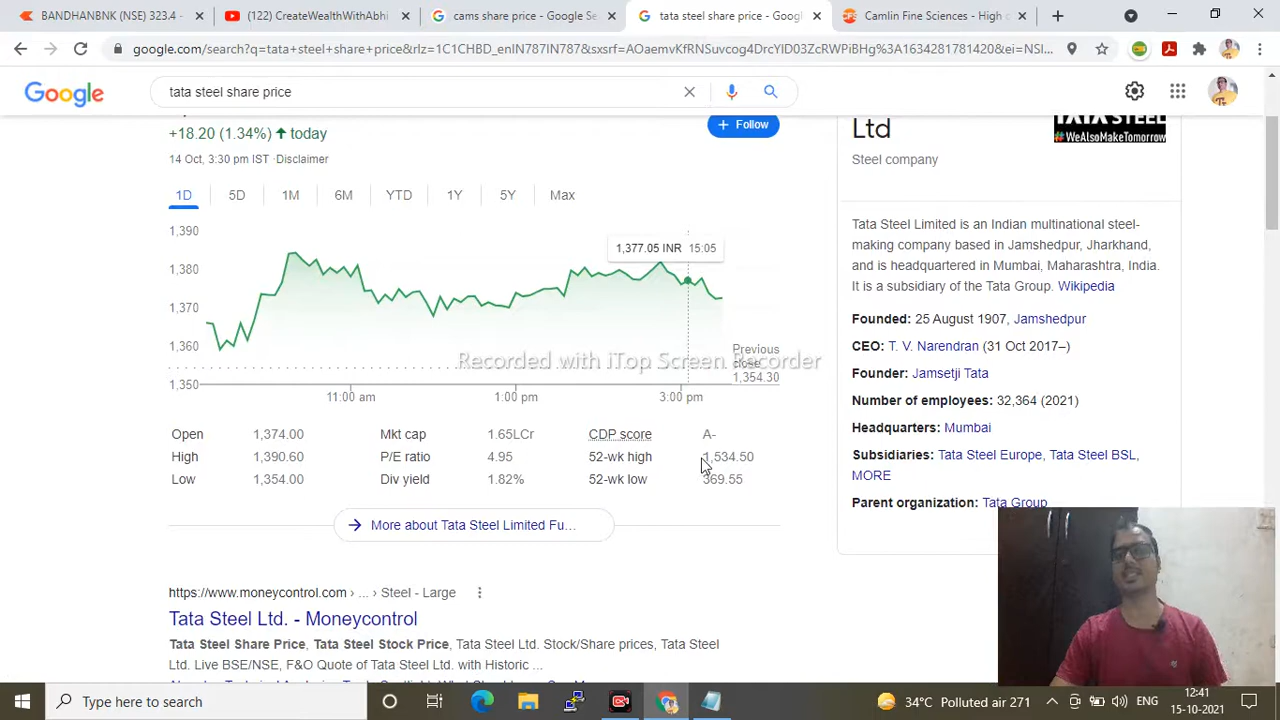 BANDHANBNK (NSE) 323.4 -
(122) CreateWealthWithAbhi
cams share price - Google Se
tata steel share price - Googl
Camlin Fine Sciences - High c
google.com/search?q=tata+steel+share+price&rlz=1C1CHBD_enIN787IN787&sxsrf=AOaemvKfRNSuvcog4DrcYlD03ZcRWPiBHg%3A1634281781420&ei=NSl...
Google
tata steel share price
+18.20 (1.34%) today
Follow
14 Oct, 3:30 pm IST · Disclaimer
1D 5D 1M 6M YTD 1Y 5Y Max
1,390
1,380
1,370
1,360
1,350
1,377.05 INR 15:05
Previous
close
1,354.30
11:00 am 1:00 pm 3:00 pm
Recorded with iTop Screen Recorder
Open 1,374.00 Mkt cap 1.65LCr CDP score A-
High 1,390.60 P/E ratio 4.95 52-wk high 1,534.50
Low 1,354.00 Div yield 1.82% 52-wk low 369.55
More about Tata Steel Limited Fu...
https://www.moneycontrol.com › ... › Steel - Large
Tata Steel Ltd. - Moneycontrol
Tata Steel Share Price, Tata Steel Stock Price, Tata Steel Ltd. Stock/Share prices, Tata Steel
Ltd. Live BSE/NSE, F&O Quote of Tata Steel Ltd. with Historic ...
Ltd
TATA STEEL
#WeAlsoMakeTomorrow
Steel company
Tata Steel Limited is an Indian multinational steel-
making company based in Jamshedpur, Jharkhand,
and is headquartered in Mumbai, Maharashtra, India.
It is a subsidiary of the Tata Group. Wikipedia
Founded: 25 August 1907, Jamshedpur
CEO: T. V. Narendran (31 Oct 2017–)
Founder: Jamsetji Tata
Number of employees: 32,364 (2021)
Headquarters: Mumbai
Subsidiaries: Tata Steel Europe, Tata Steel BSL,
MORE
Parent organization: Tata Group
Type here to search
34°C Polluted air 271
ENG
12:41
15-10-2021